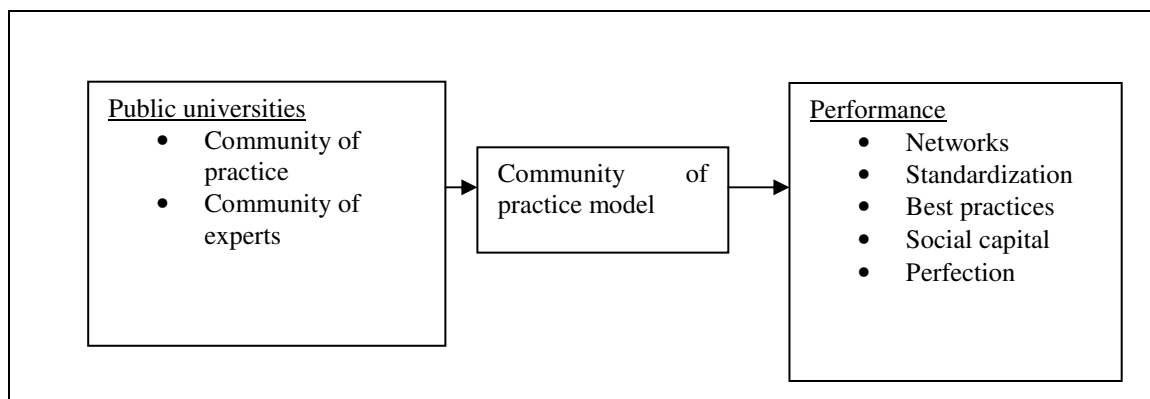 Public universities
• Community of
practice
• Community of
experts
Community of
practice model
Performance
• Networks
• Standardization
• Best practices
• Social capital
• Perfection